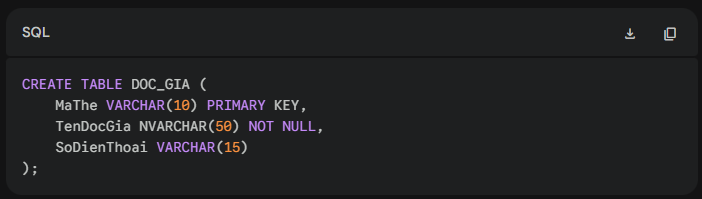 SQL
CREATE TABLE DOC_GIA (
    MaThe VARCHAR(10) PRIMARY KEY,
    TenDocGia NVARCHAR(50) NOT NULL,
    SoDienThoai VARCHAR(15)
);